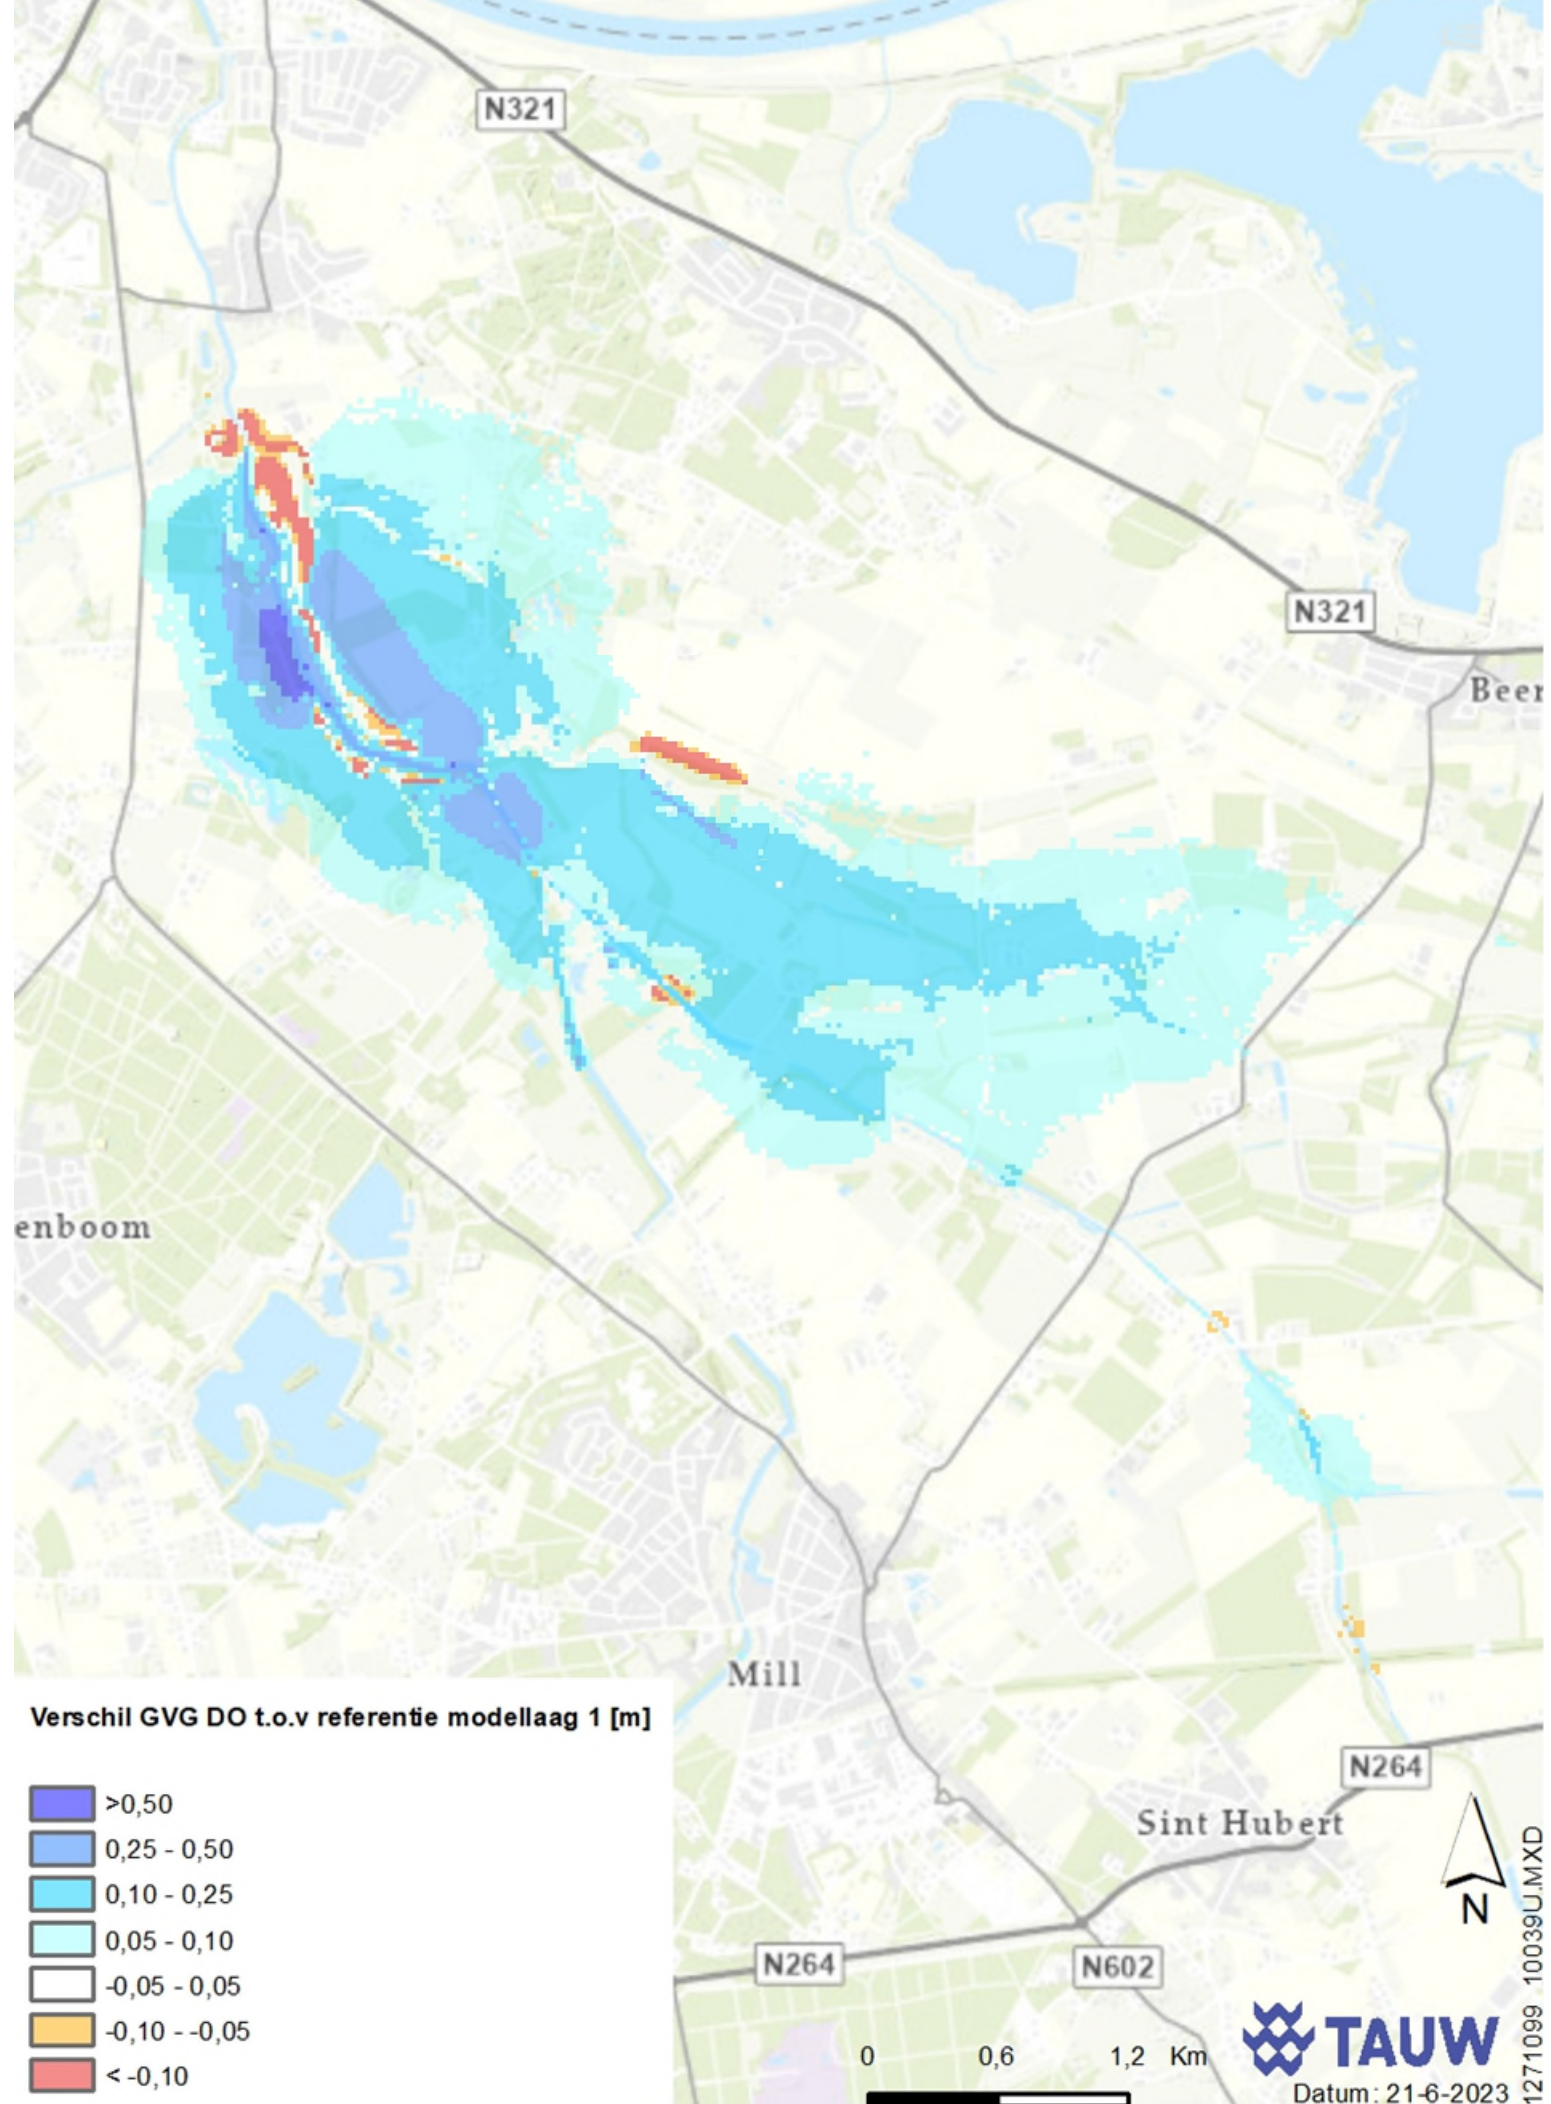 N321
N321
Beer
enboom
Mill
Verschil GVG DO t.o.v referentie modellaag 1 [m]
>0,50
0,25 - 0,50
0,10 - 0,25
0,05 - 0,10
-0,05 - 0,05
-0,10 - -0,05
< -0,10
N264
Sint Hubert
N264
N602
N
0 0,6 1,2 Km
TAUW
Datum: 21-6-2023
1271099 10039U.MXD